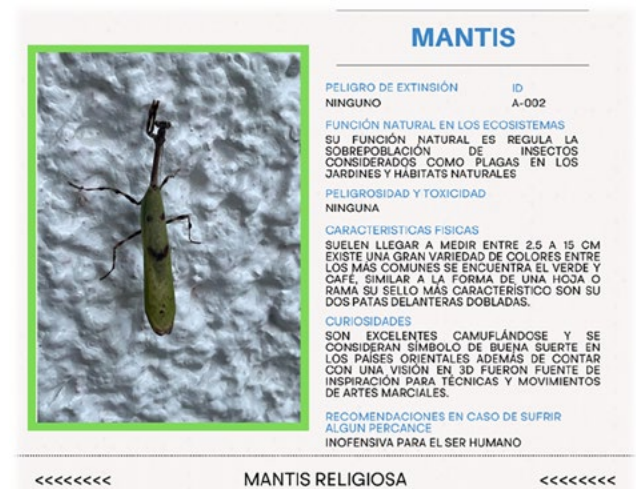 MANTIS
PELIGRO DE EXTINSIÓN
ID
NINGUNO
A-002
FUNCIÓN NATURAL EN LOS ECOSISTEMAS
SU FUNCIÓN NATURAL ES REGULA LA
SOBREPOBLACIÓN DE INSECTOS
CONSIDERADOS COMO PLAGAS EN LOS
JARDINES Y HÁBITATS NATURALES
PELIGROSIDAD Y TOXICIDAD
NINGUNA
CARACTERISTICAS FISICAS
SUELEN LLEGAR A MEDIR ENTRE 2.5 A 15 CM
EXISTE UNA GRAN VARIEDAD DE COLORES ENTRE
LOS MÁS COMUNES SE ENCUENTRA EL VERDE Y
CAFÉ, SIMILAR A LA FORMA DE UNA HOJA O
RAMA SU SELLO MÁS CARACTERÍSTICO SON SU
DOS PATAS DELANTERAS DOBLADAS.
CURIOSIDADES
SON EXCELENTES CAMUFLÁNDOSE Y SE
CONSIDERAN SÍMBOLO DE BUENA SUERTE EN
LOS PAÍSES ORIENTALES ADEMÁS DE CONTAR
CON UNA VISIÓN EN 3D FUERON FUENTE DE
INSPIRACIÓN PARA TÉCNICAS Y MOVIMIENTOS
DE ARTES MARCIALES.
RECOMENDACIONES EN CASO DE SUFRIR
ALGUN PERCANCE
INOFENSIVA PARA EL SER HUMANO
<<<<<<<< MANTIS RELIGIOSA <<<<<<<<